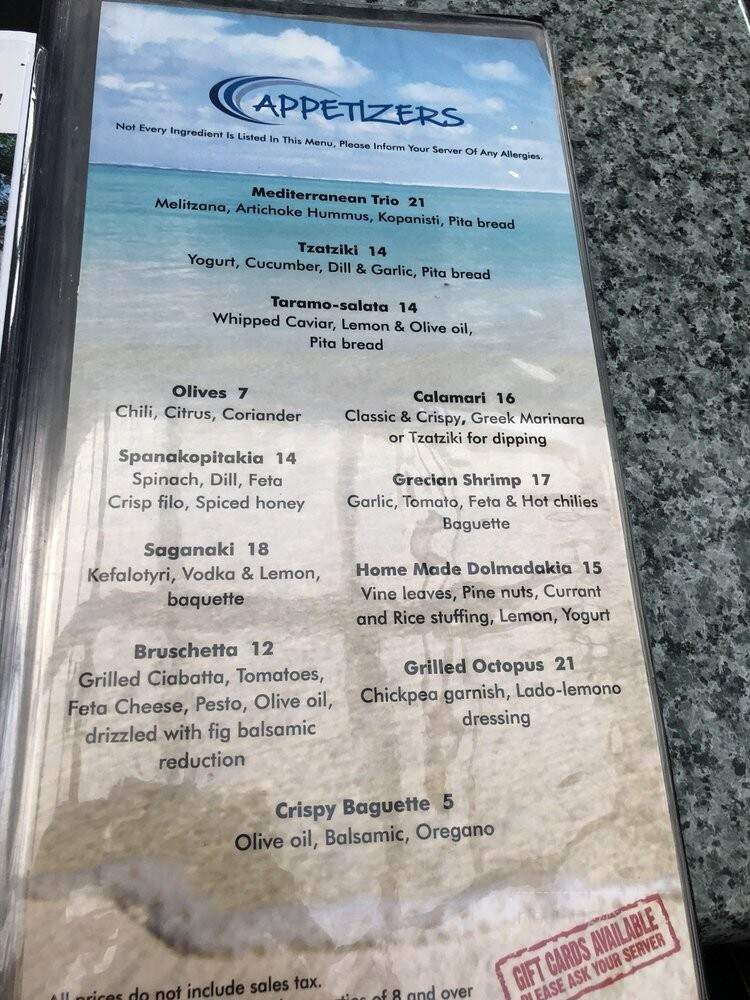 APPETIZERS
Not Every Ingredient Is Listed In This Menu, Please Inform Your Server Of Any Allergies.
Mediterranean Trio 21
Melitzana, Artichoke Hummus, Kopanisti, Pita bread
Tzatziki 14
Yogurt, Cucumber, Dill & Garlic, Pita bread
Taramo-salata 14
Whipped Caviar, Lemon & Olive oil,
Pita bread
Olives 7
Chili, Citrus, Coriander
Spanakopitakia 14
Spinach, Dill, Feta
Crisp filo, Spiced honey
Saganaki 18
Kefalotyri, Vodka & Lemon,
baquette
Bruschetta 12
Grilled Ciabatta, Tomatoes,
Feta Cheese, Pesto, Olive oil,
drizzled with fig balsamic
reduction
Calamari 16
Classic & Crispy, Greek Marinara
or Tzatziki for dipping
Grecian Shrimp 17
Garlic, Tomato, Feta & Hot chilies
Baguette
Home Made Dolmadakia 15
Vine leaves, Pine nuts, Currant
and Rice stuffing, Lemon, Yogurt
Grilled Octopus 21
Chickpea garnish, Lado-lemono
dressing
Crispy Baguette 5
Olive oil, Balsamic, Oregano
GIFT CARDS AVAILABLE
PLEASE ASK YOUR SERVER
All prices do not include sales tax.
of 8 and over